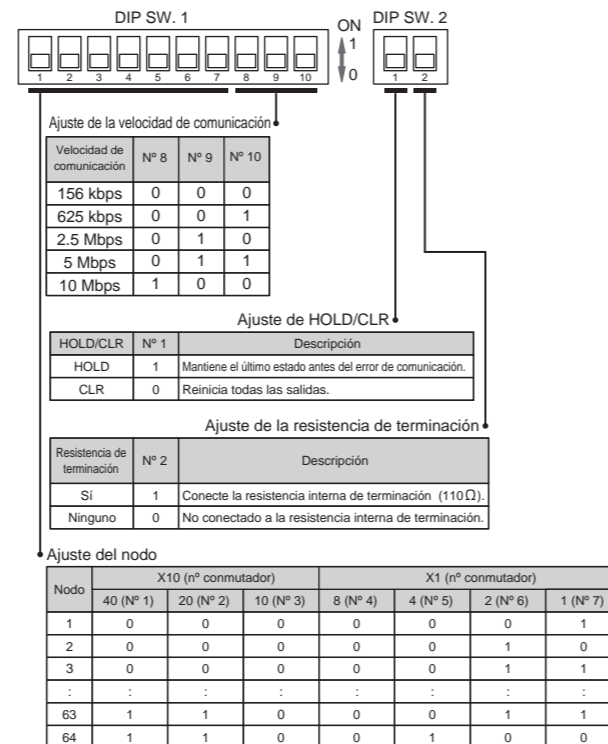 DIP SW. 1
ON
DIP SW. 2
1
0
1 2 3 4 5 6 7 8 9 10
1 2
Ajuste de la velocidad de comunicación
Velocidad de comunicación Nº 8 Nº 9 Nº 10
156 kbps 0 0 0
625 kbps 0 0 1
2.5 Mbps 0 1 0
5 Mbps 0 1 1
10 Mbps 1 0 0
Ajuste de HOLD/CLR
HOLD/CLR Nº 1 Descripción
HOLD 1 Mantiene el último estado antes del error de comunicación.
CLR 0 Reinicia todas las salidas.
Ajuste de la resistencia de terminación
Resistencia de terminación Nº 2 Descripción
Sí 1 Conecte la resistencia interna de terminación (110Ω).
Ninguno 0 No conectado a la resistencia interna de terminación.
Ajuste del nodo
Nodo X10 (nº conmutador) X1 (nº conmutador)
40 (Nº 1) 20 (Nº 2) 10 (Nº 3) 8 (Nº 4) 4 (Nº 5) 2 (Nº 6) 1 (Nº 7)
1 0 0 0 0 0 0 1
2 0 0 0 0 0 1 0
3 0 0 0 0 0 1 1
: : : : : : : :
63 1 1 0 0 0 1 1
64 1 1 0 0 1 0 0